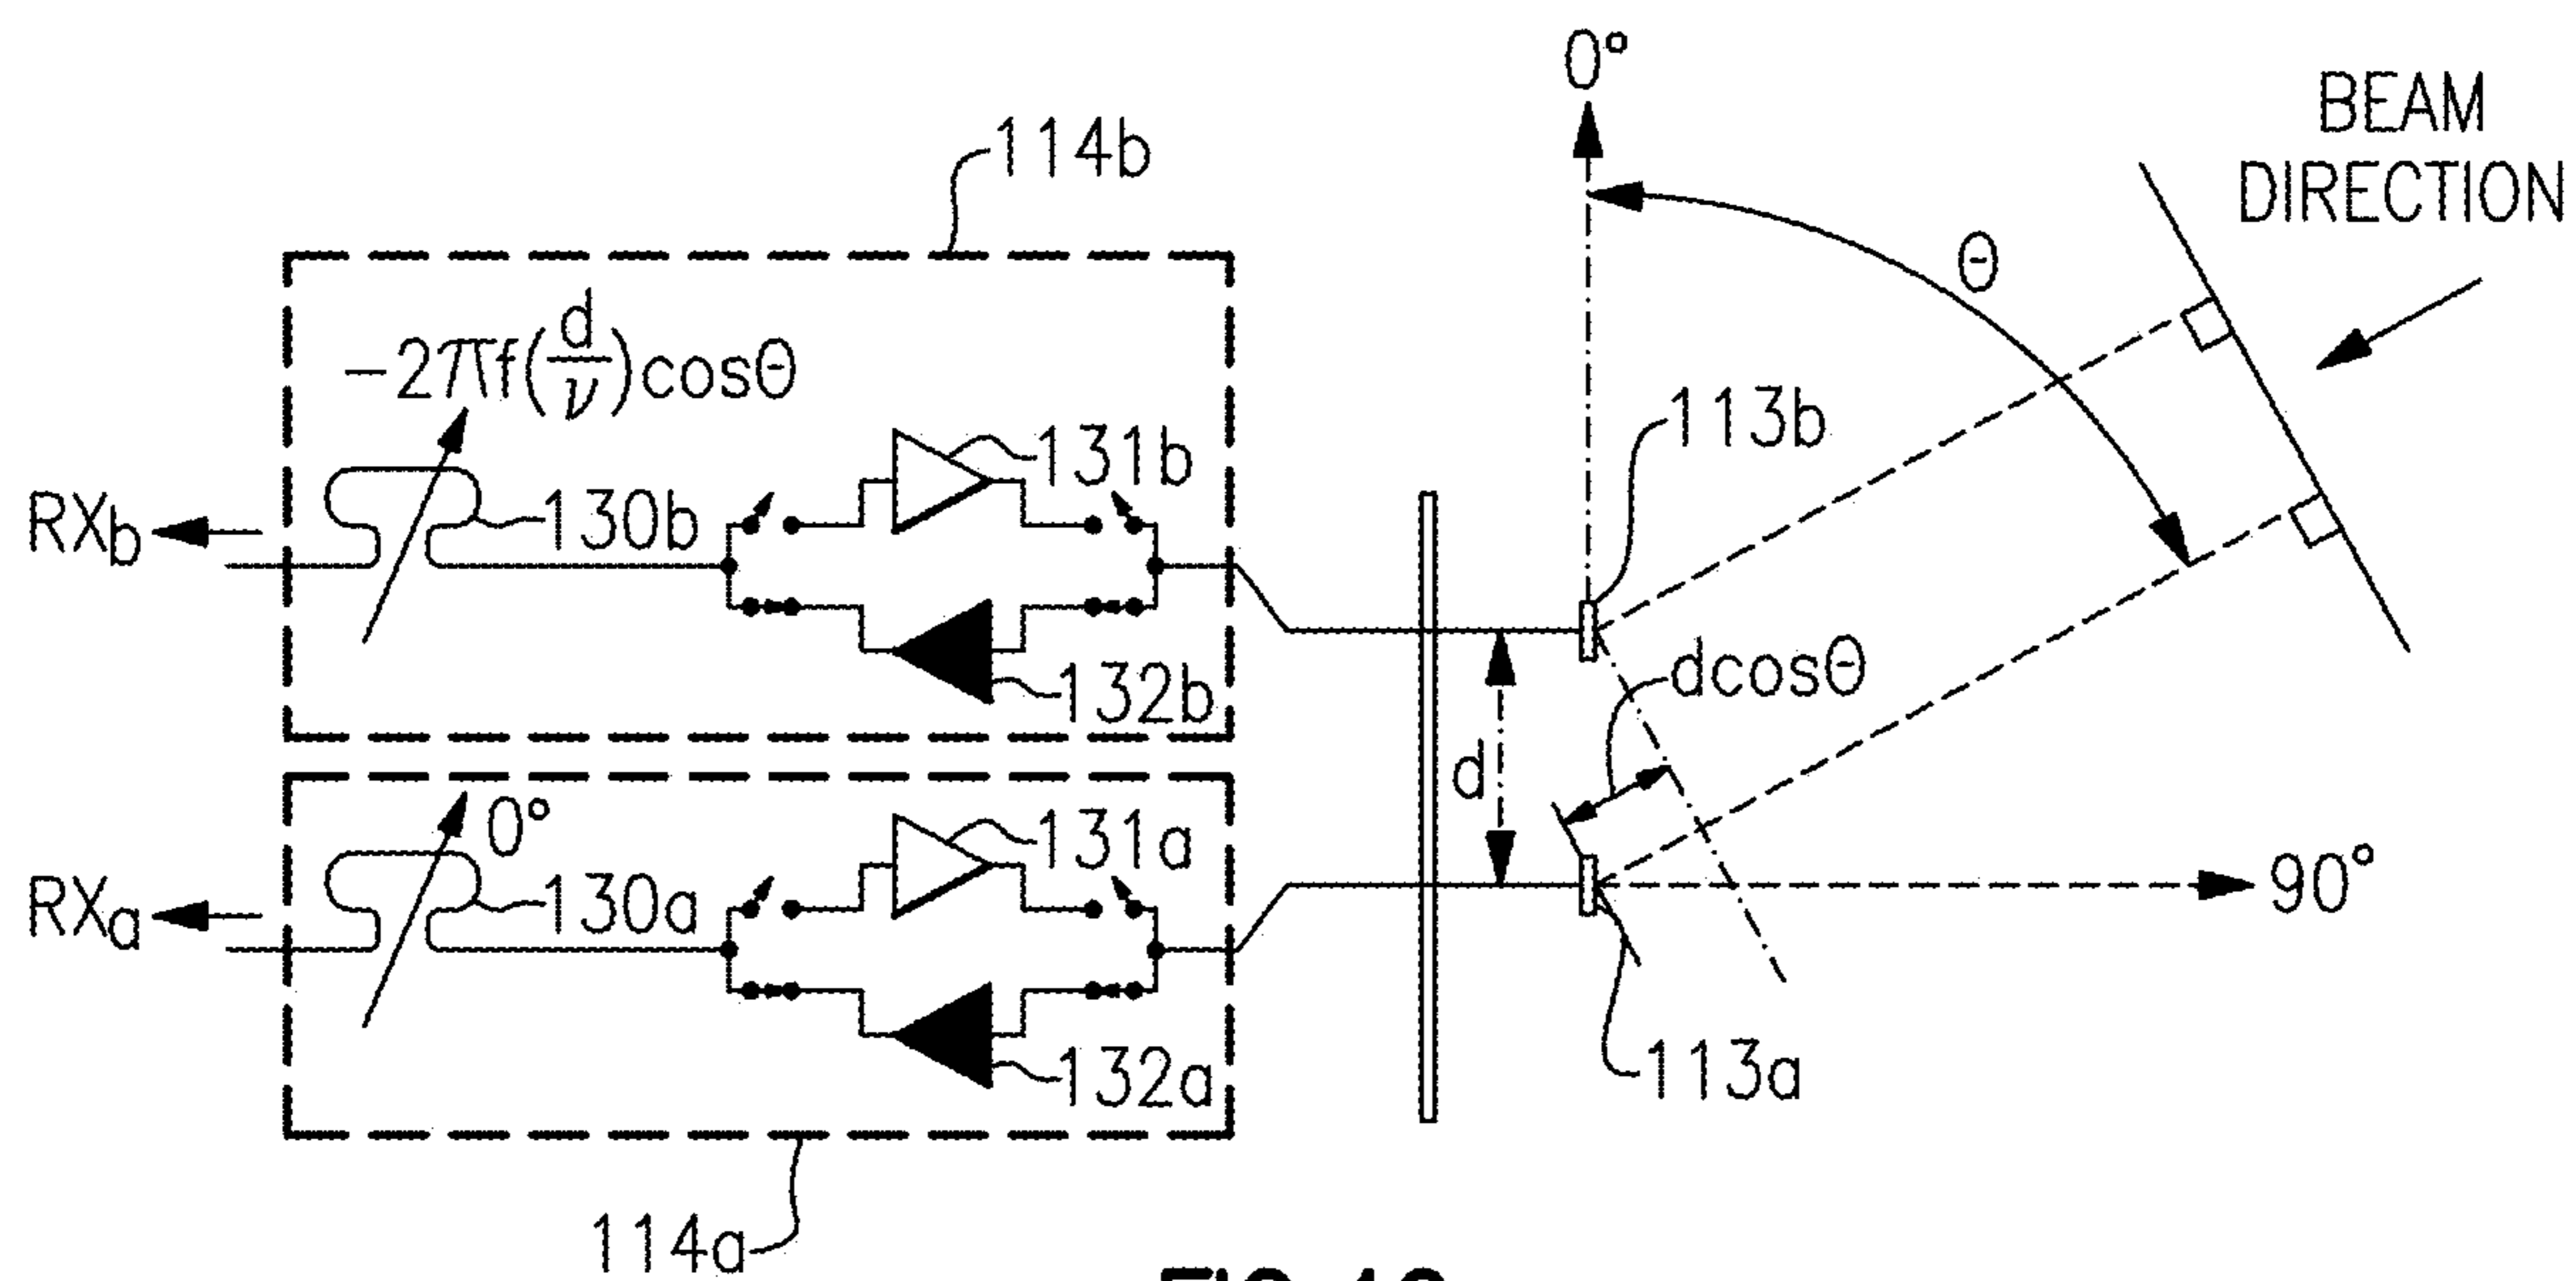 0°
BEAM
DIRECTION
114b
θ
−2πf(d/ν)cosθ
113b
131b
RXb
130b
dcosθ
132b
d
0°
131a
RXa
130a
90°
132a
113a
114a